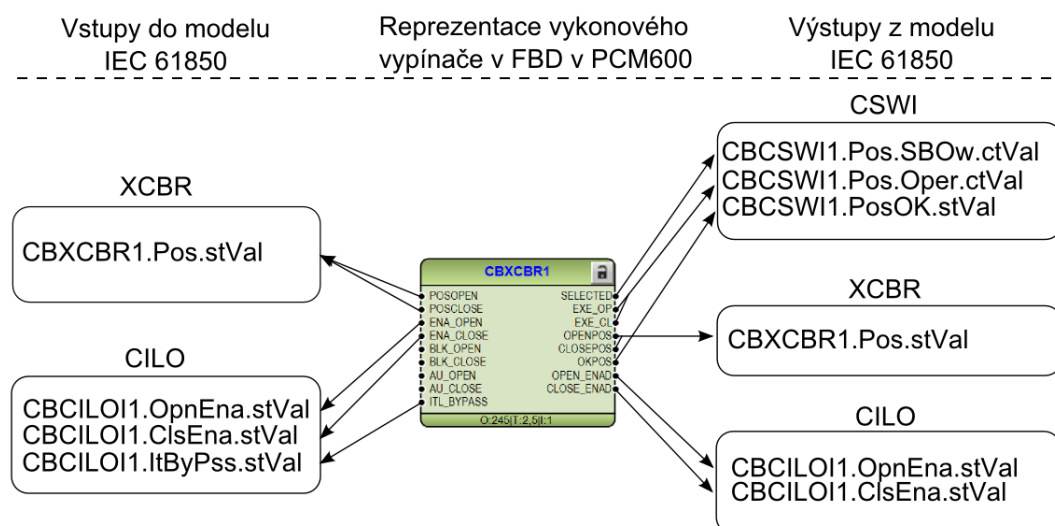 Vstupy do modelu
IEC 61850
Reprezentace vykonového
vypínače v FBD v PCM600
Výstupy z modelu
IEC 61850
XCBR
CBXCBR1.Pos.stVal
CILO
CBCILOI1.OpnEna.stVal
CBCILOI1.ClsEna.stVal
CBCILOI1.ItByPss.stVal
CBXCBR1
POSOPEN
POSCLOSE
ENA_OPEN
ENA_CLOSE
BLK_OPEN
BLK_CLOSE
AU_OPEN
AU_CLOSE
ITL_BYPASS
SELECTED
EXE_OP
EXE_CL
OPENPOS
CLOSEPOS
OKPOS
OPEN_ENAD
CLOSE_ENAD
O:245|T:2,5|I:1
CSWI
CBCSWI1.Pos.SBOw.ctVal
CBCSWI1.Pos.Oper.ctVal
CBCSWI1.PosOK.stVal
XCBR
CBXCBR1.Pos.stVal
CILO
CBCILOI1.OpnEna.stVal
CBCILOI1.ClsEna.stVal